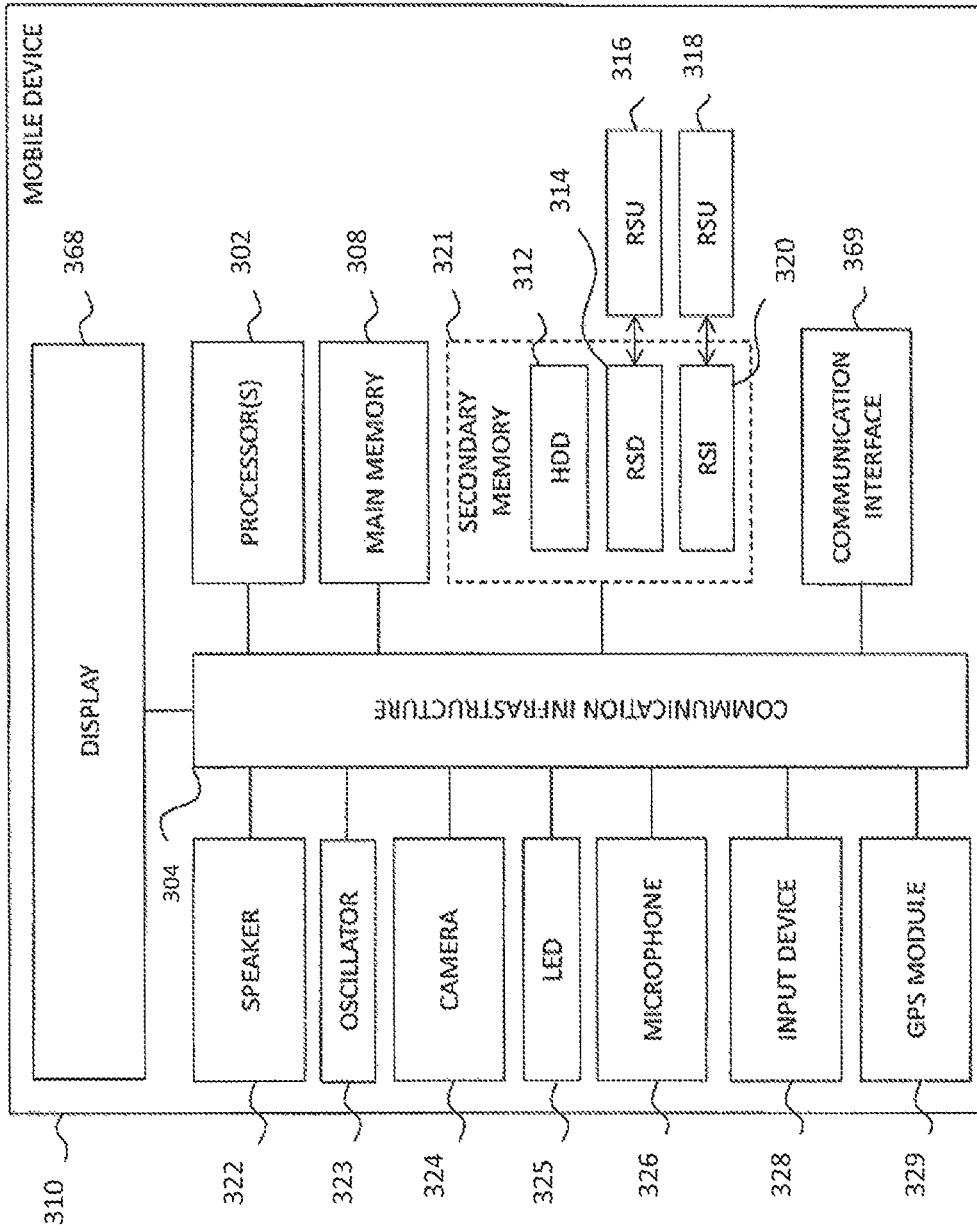 MOBILE DEVICE
310
DISPLAY
368
304
COMMUNICATION INFRASTRUCTURE
322
SPEAKER
323
OSCILLATOR
324
CAMERA
325
LED
326
MICROPHONE
328
INPUT DEVICE
329
GPS MODULE
PROCESSOR(S)
302
MAIN MEMORY
308
321
SECONDARY
MEMORY
HDD
312
RSD
314
RSU
316
RSI
320
RSU
318
COMMUNICATION
INTERFACE
369